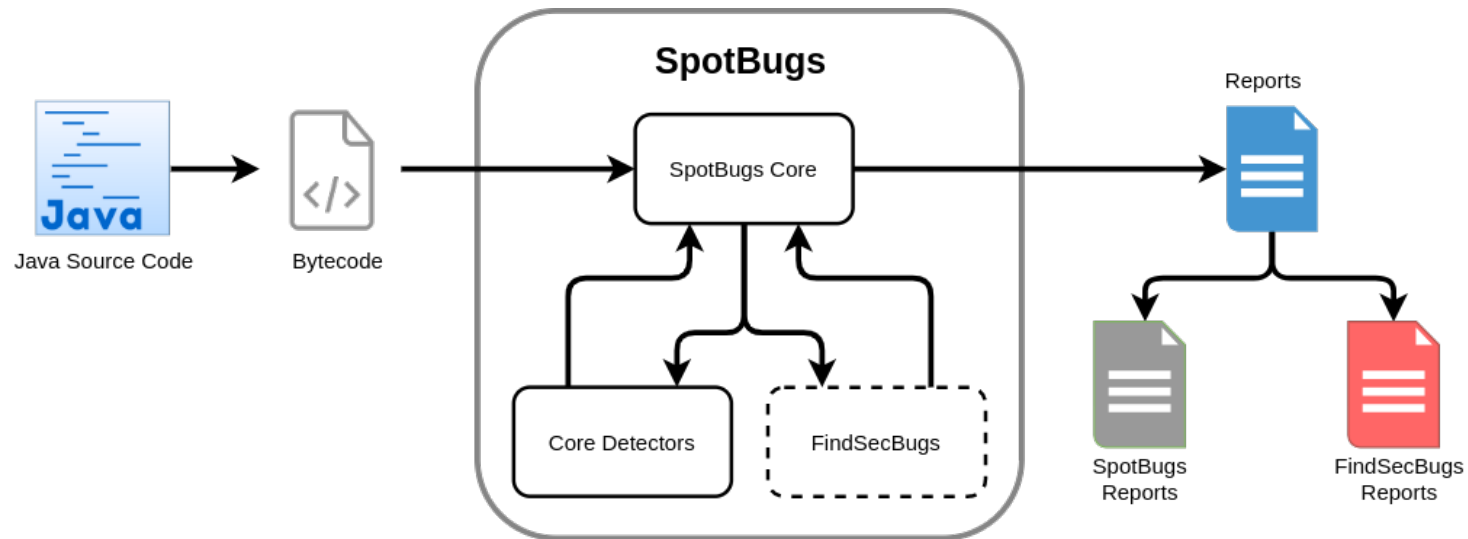 SpotBugs
Reports
SpotBugs Core
</>
Java
Java Source Code
Bytecode
Core Detectors
FindSecBugs
SpotBugs
Reports
FindSecBugs
Reports